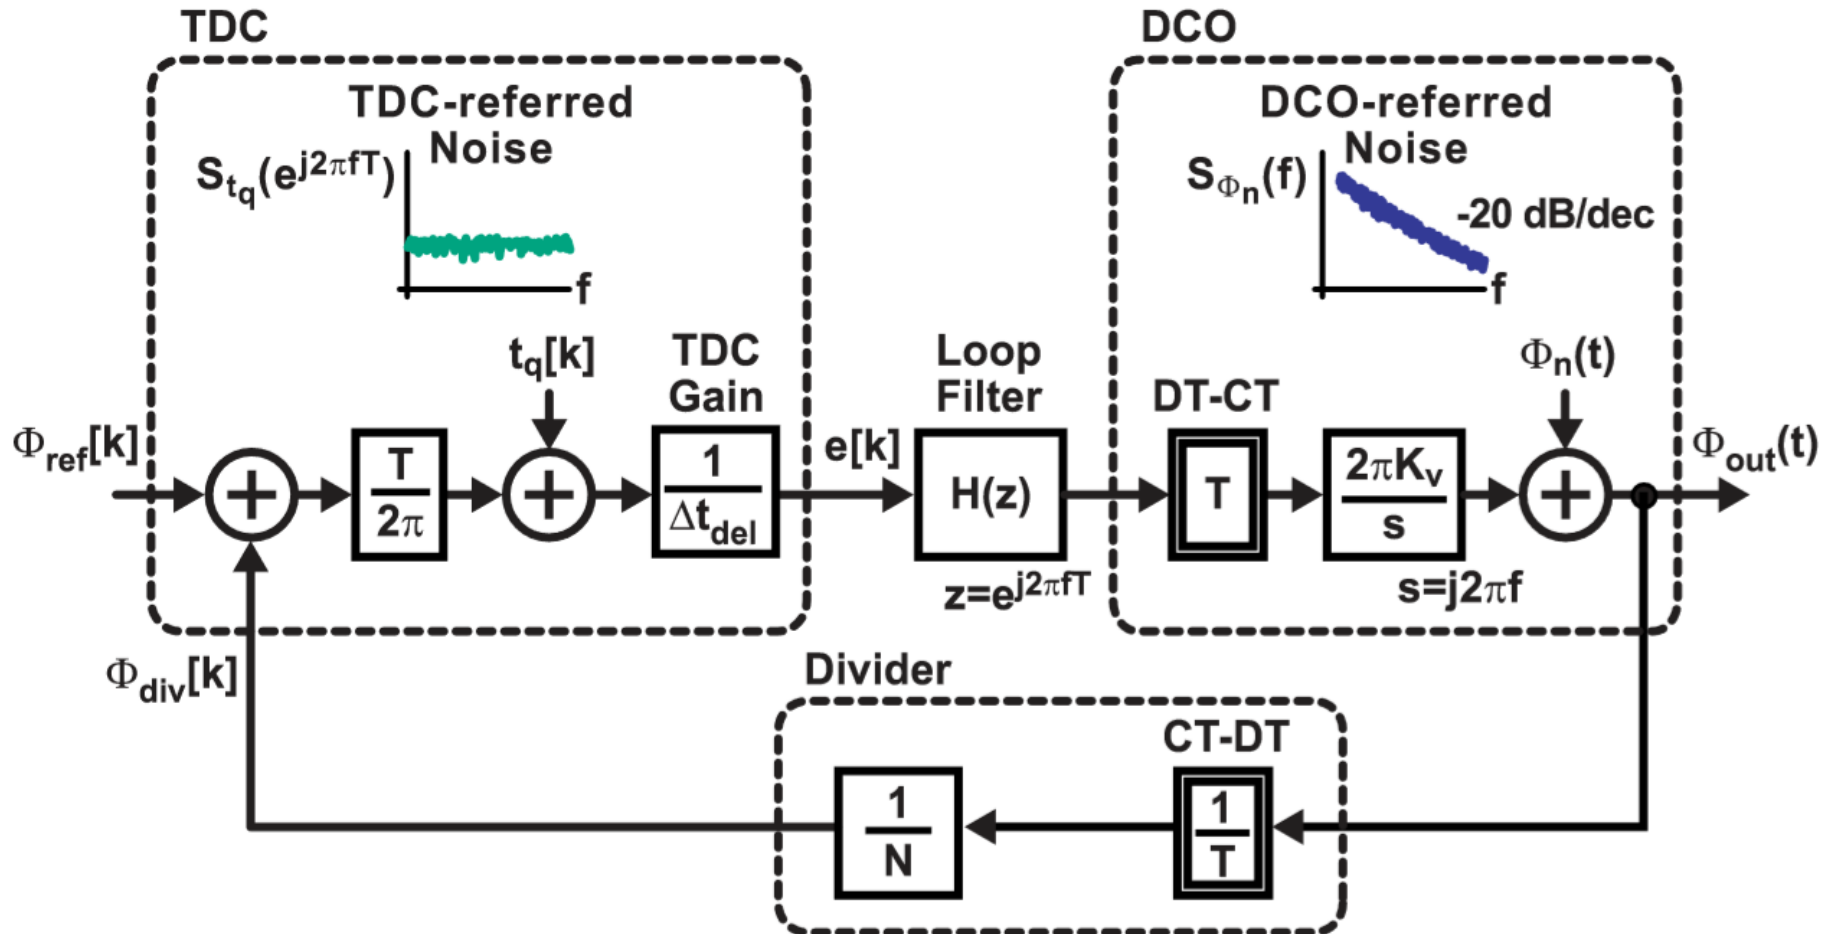 TDC
DCO
TDC-referred
Noise
S_tq(e^j2πfT)
f
DCO-referred
Noise
S_Φn(f)
-20 dB/dec
f
t_q[k]
TDC
Gain
Loop
Filter
DT-CT
Φ_n(t)
Φ_ref[k]
+
T
2π
+
1
Δt_del
e[k]
H(z)
z=e^j2πfT
T
2πK_v
s
s=j2πf
+
Φ_out(t)
Φ_div[k]
Divider
CT-DT
1
N
1
T